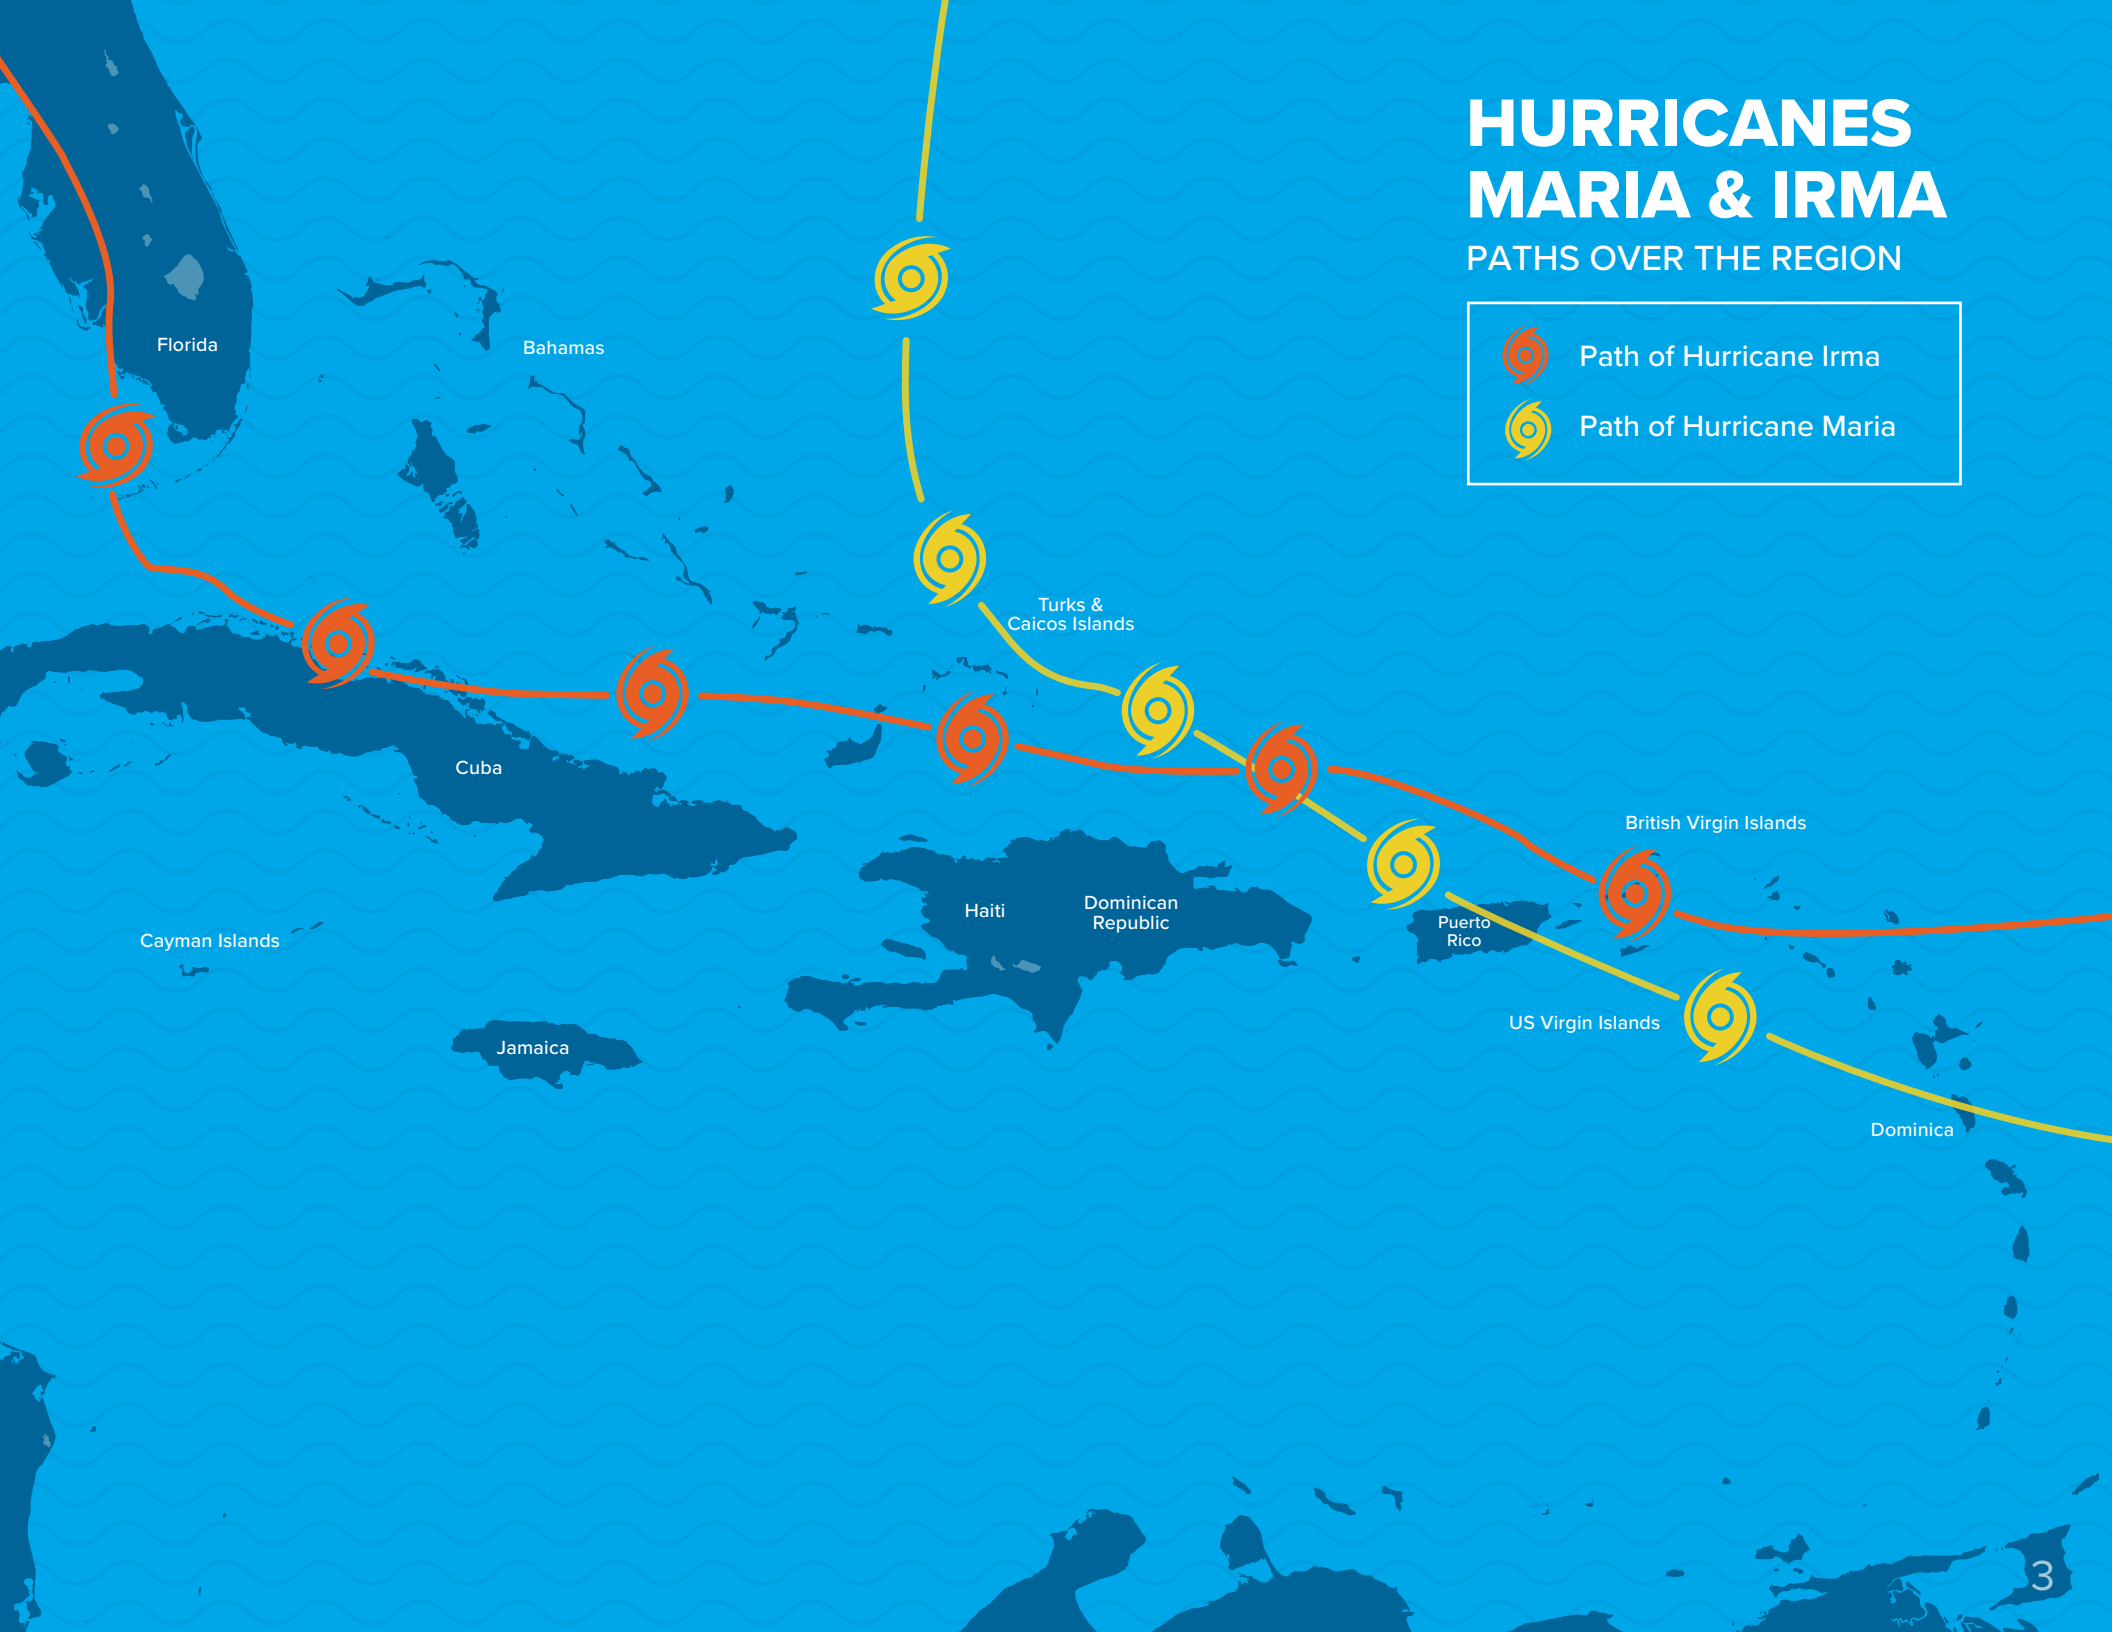 HURRICANES
MARIA & IRMA
PATHS OVER THE REGION
Path of Hurricane Irma
Path of Hurricane Maria
Florida
Bahamas
Turks &
Caicos Islands
Cuba
British Virgin Islands
Haiti
Dominican
Republic
Puerto
Rico
Cayman Islands
US Virgin Islands
Jamaica
Dominica
3